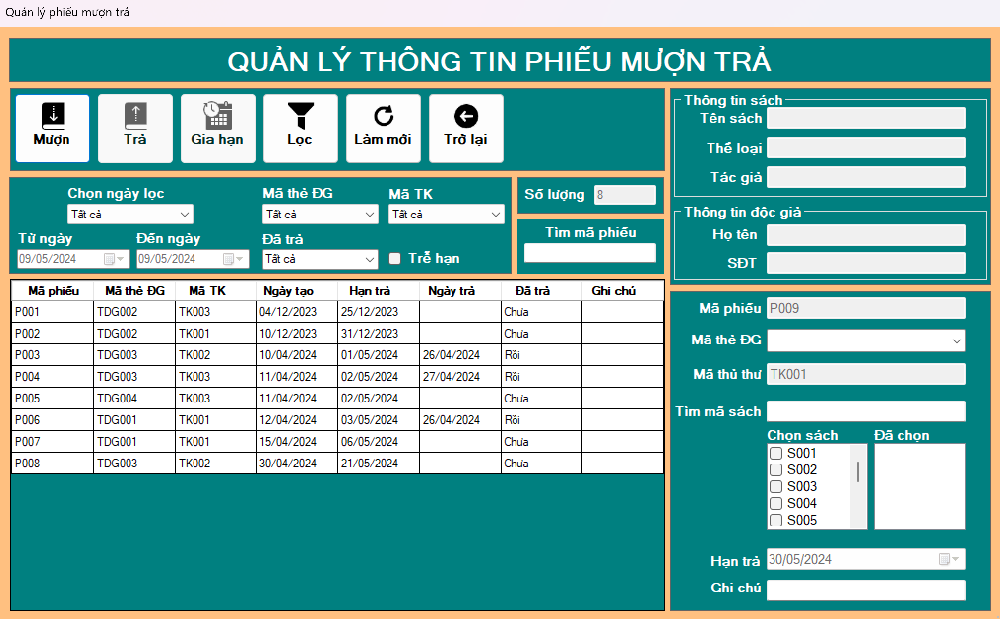 Quản lý phiếu mượn trả
QUẢN LÝ THÔNG TIN PHIẾU MƯỢN TRẢ
Mượn Trả Gia hạn Lọc Làm mới Trở lại
Chọn ngày lọc Mã thẻ ĐG Mã TK
Tất cả Tất cả Tất cả
Từ ngày Đến ngày Đã trả
09/05/2024 09/05/2024 Tất cả Trễ hạn
Số lượng 8
Tìm mã phiếu
Mã phiếu Mã thẻ ĐG Mã TK Ngày tạo Hạn trả Ngày trả Đã trả Ghi chú
P001 TDG002 TK003 04/12/2023 25/12/2023 Chưa
P002 TDG002 TK001 10/12/2023 31/12/2023 Chưa
P003 TDG003 TK002 10/04/2024 01/05/2024 26/04/2024 Rồi
P004 TDG003 TK003 11/04/2024 02/05/2024 27/04/2024 Rồi
P005 TDG004 TK003 11/04/2024 02/05/2024 Chưa
P006 TDG001 TK001 12/04/2024 03/05/2024 26/04/2024 Rồi
P007 TDG001 TK001 15/04/2024 06/05/2024 Chưa
P008 TDG003 TK002 30/04/2024 21/05/2024 Chưa
Thông tin sách
Tên sách
Thể loại
Tác giả
Thông tin độc giả
Họ tên
SĐT
Mã phiếu P009
Mã thẻ ĐG
Mã thủ thư TK001
Tìm mã sách
Chọn sách Đã chọn
S001
S002
S003
S004
S005
Hạn trả 30/05/2024
Ghi chú